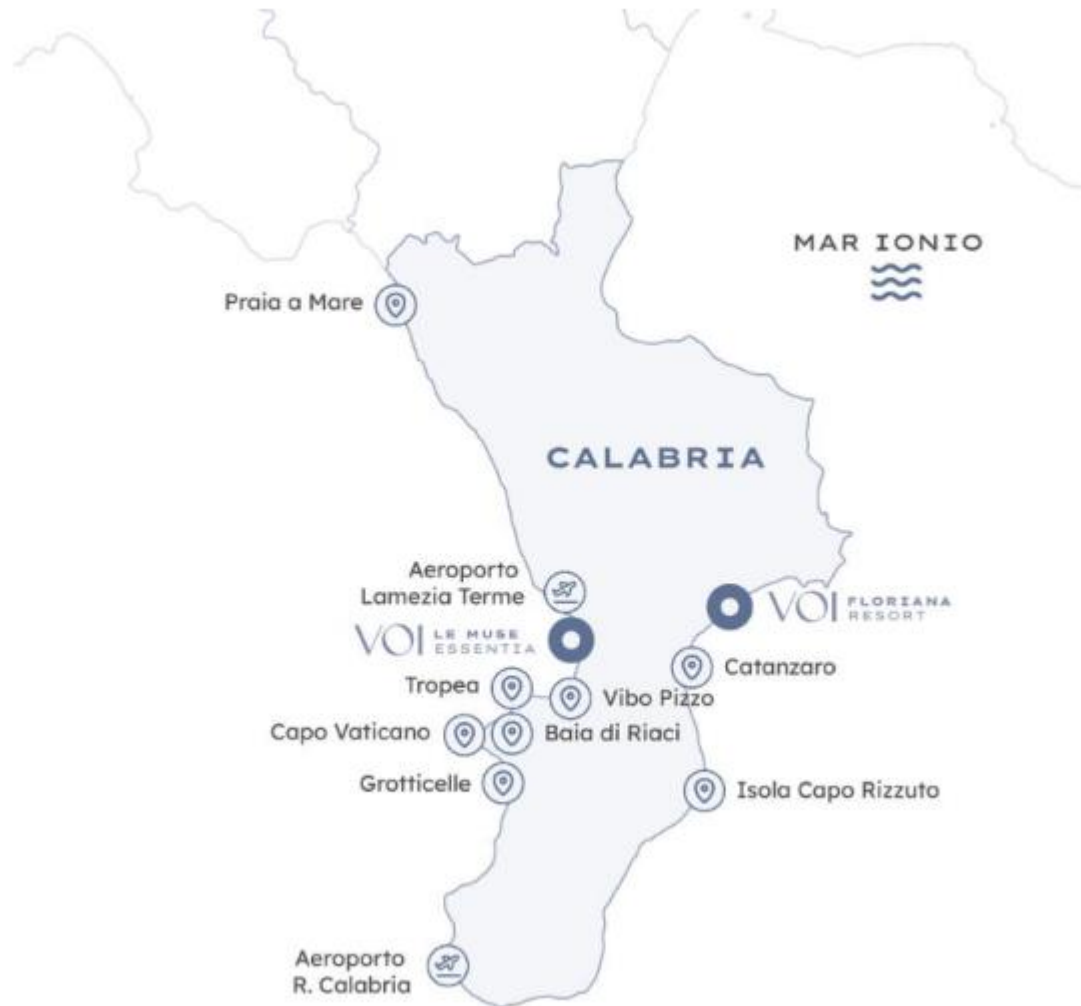 MAR IONIO
Praia a Mare
CALABRIA
Aeroporto
Lamezia Terme
VOI LE MUSE
ESSENTIA
VOI FLORIANA
RESORT
Catanzaro
Tropea
Vibo Pizzo
Capo Vaticano
Baia di Riaci
Grotticelle
Isola Capo Rizzuto
Aeroporto
R. Calabria